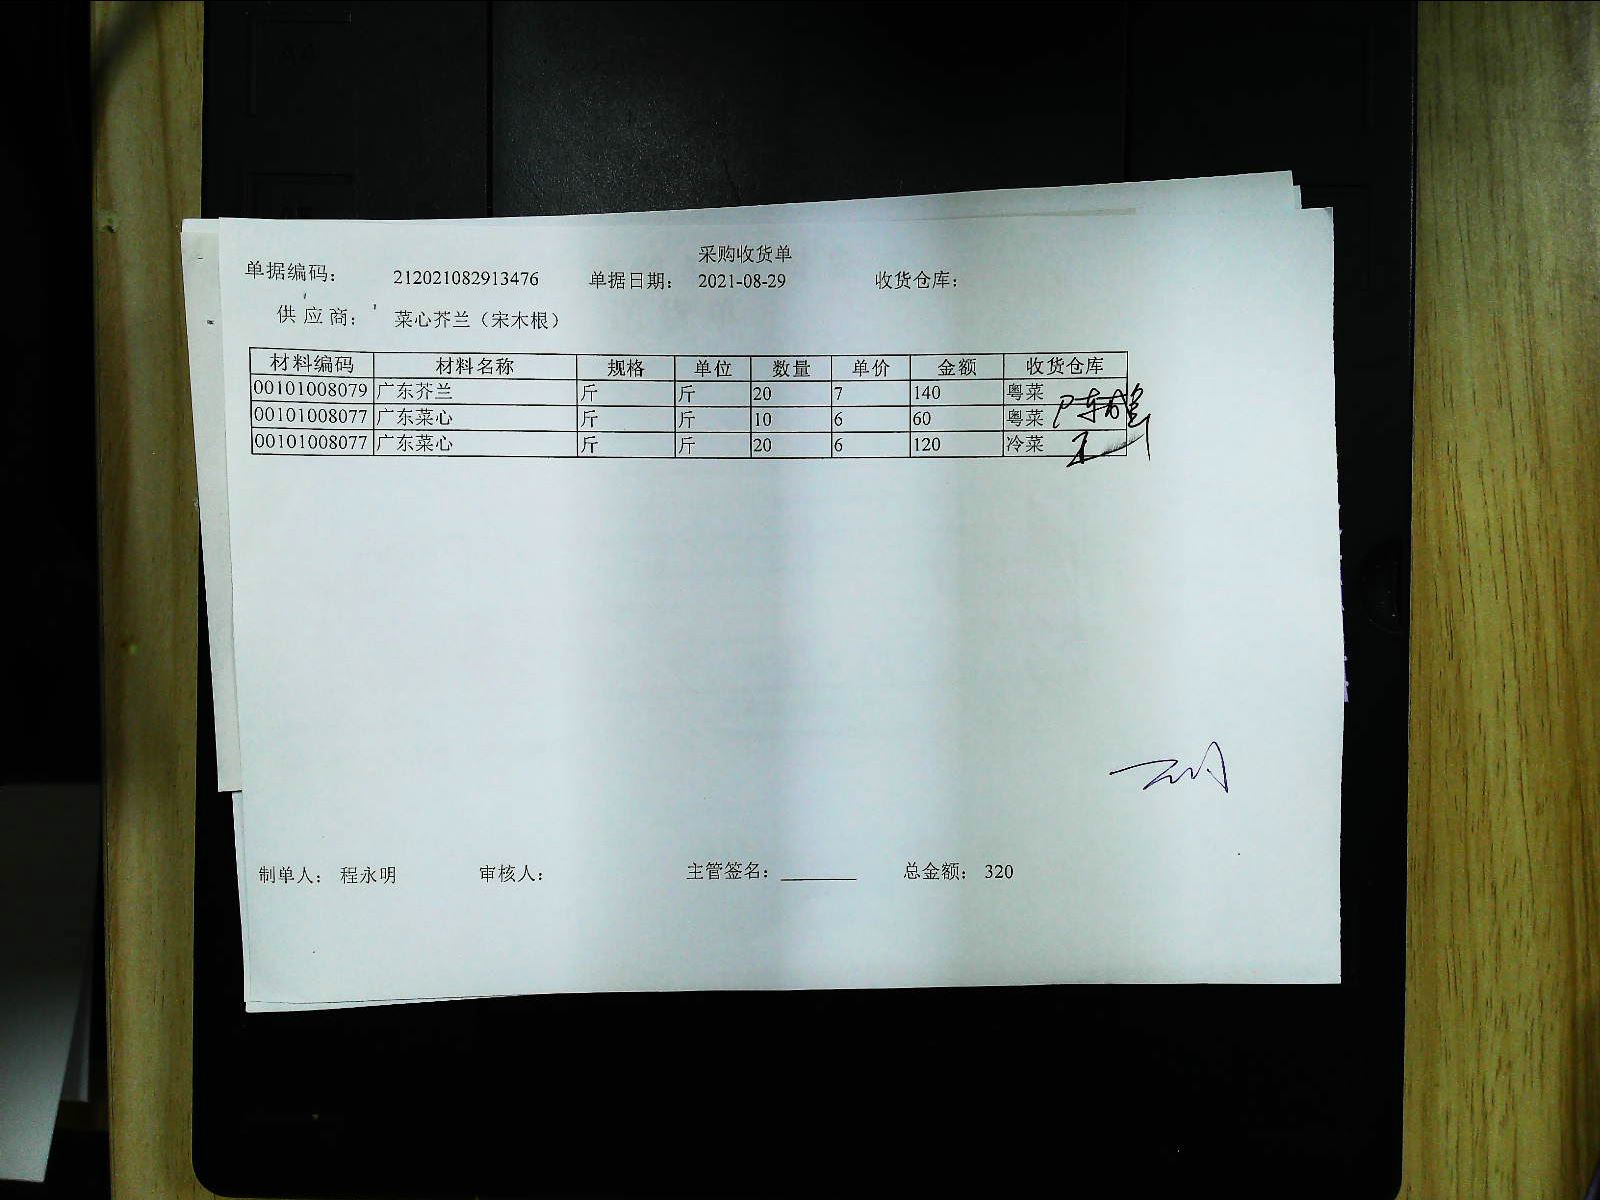 采购收货单
单据编码： 212021082913476 单据日期： 2021-08-29 收货仓库：
供应商： 菜心芥兰（宋木根）
材料编码 材料名称 规格 单位 数量 单价 金额 收货仓库
00101008079 广东芥兰 斤 斤 20 7 140 粤菜
00101008077 广东菜心 斤 斤 10 6 60 粤菜
00101008077 广东菜心 斤 斤 20 6 120 冷菜
制单人： 程永明 审核人： 主管签名： 总金额： 320